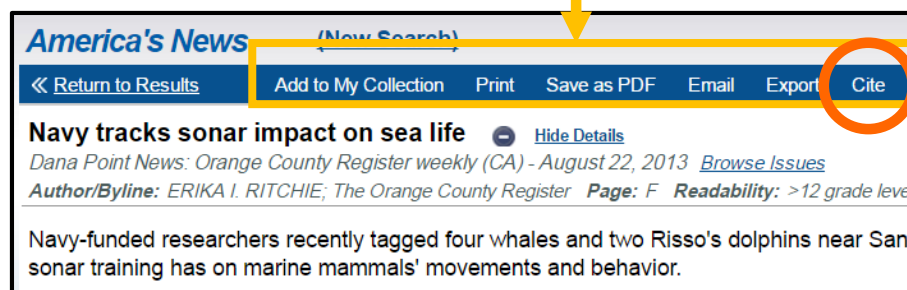 America's News (New Search)
Return to Results Add to My Collection Print Save as PDF Email Export Cite
Navy tracks sonar impact on sea life Hide Details
Dana Point News: Orange County Register weekly (CA) - August 22, 2013 Browse Issues
Author/Byline: ERIKA I. RITCHIE; The Orange County Register Page: F Readability: >12 grade leve
Navy-funded researchers recently tagged four whales and two Risso's dolphins near San
sonar training has on marine mammals' movements and behavior.